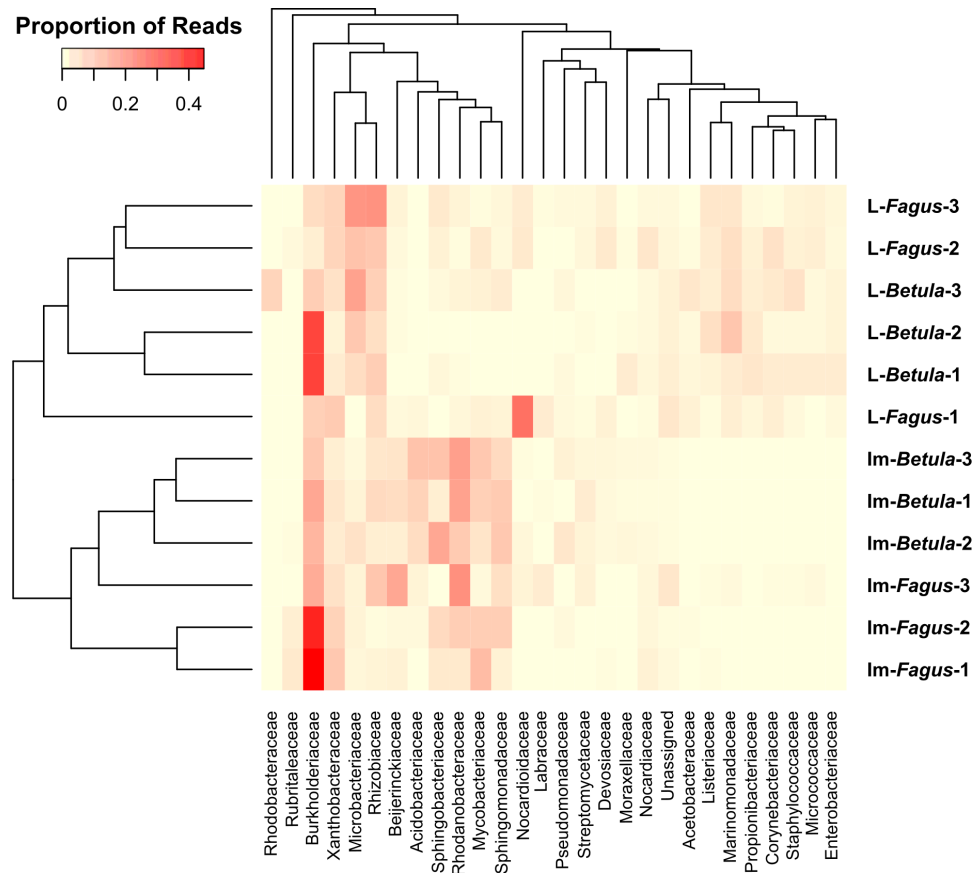 Proportion of Reads
0 0.2 0.4
L-Fagus-3
L-Fagus-2
L-Betula-3
L-Betula-2
L-Betula-1
L-Fagus-1
Im-Betula-3
Im-Betula-1
Im-Betula-2
Im-Fagus-3
Im-Fagus-2
Im-Fagus-1
Rhodobacteraceae
Rubritaleaceae
Burkholderiaceae
Xanthobacteraceae
Microbacteriaceae
Rhizobiaceae
Beijerinckiaceae
Acidobacteriaceae
Sphingobacteriaceae
Rhodanobacteraceae
Mycobacteriaceae
Sphingomonadaceae
Nocardioidaceae
Labraceae
Pseudomonadaceae
Streptomycetaceae
Devosiaceae
Moraxellaceae
Nocardiaceae
Unassigned
Acetobacteraceae
Listeriaceae
Marinomonadaceae
Propionibacteriaceae
Corynebacteriaceae
Staphylococcaceae
Micrococcaceae
Enterobacteriaceae